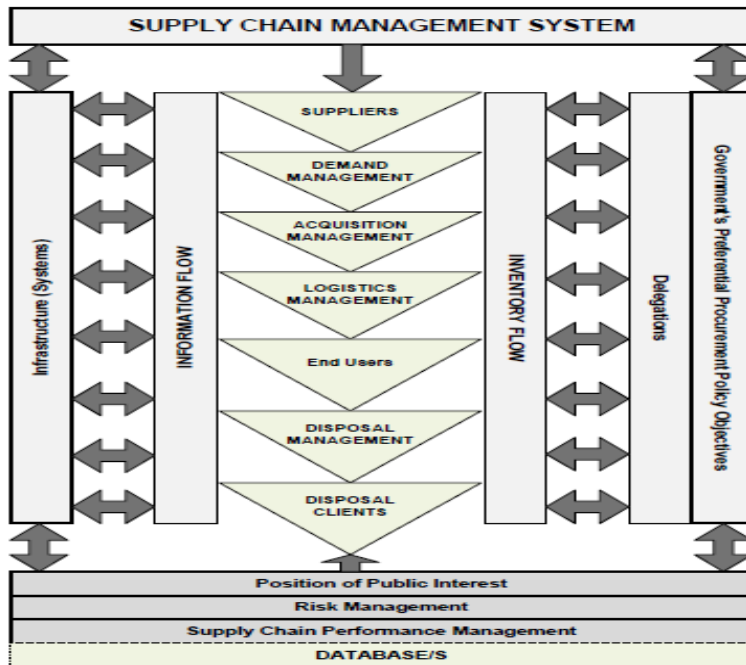 SUPPLY CHAIN MANAGEMENT SYSTEM
Infrastructure (Systems)
INFORMATION FLOW
SUPPLIERS
DEMAND
MANAGEMENT
ACQUISITION
MANAGEMENT
LOGISTICS
MANAGEMENT
End Users
DISPOSAL
MANAGEMENT
DISPOSAL
CLIENTS
INVENTORY FLOW
Delegations
Government's Preferential Procurement Policy Objectives
Position of Public Interest
Risk Management
Supply Chain Performance Management
DATABASE/S